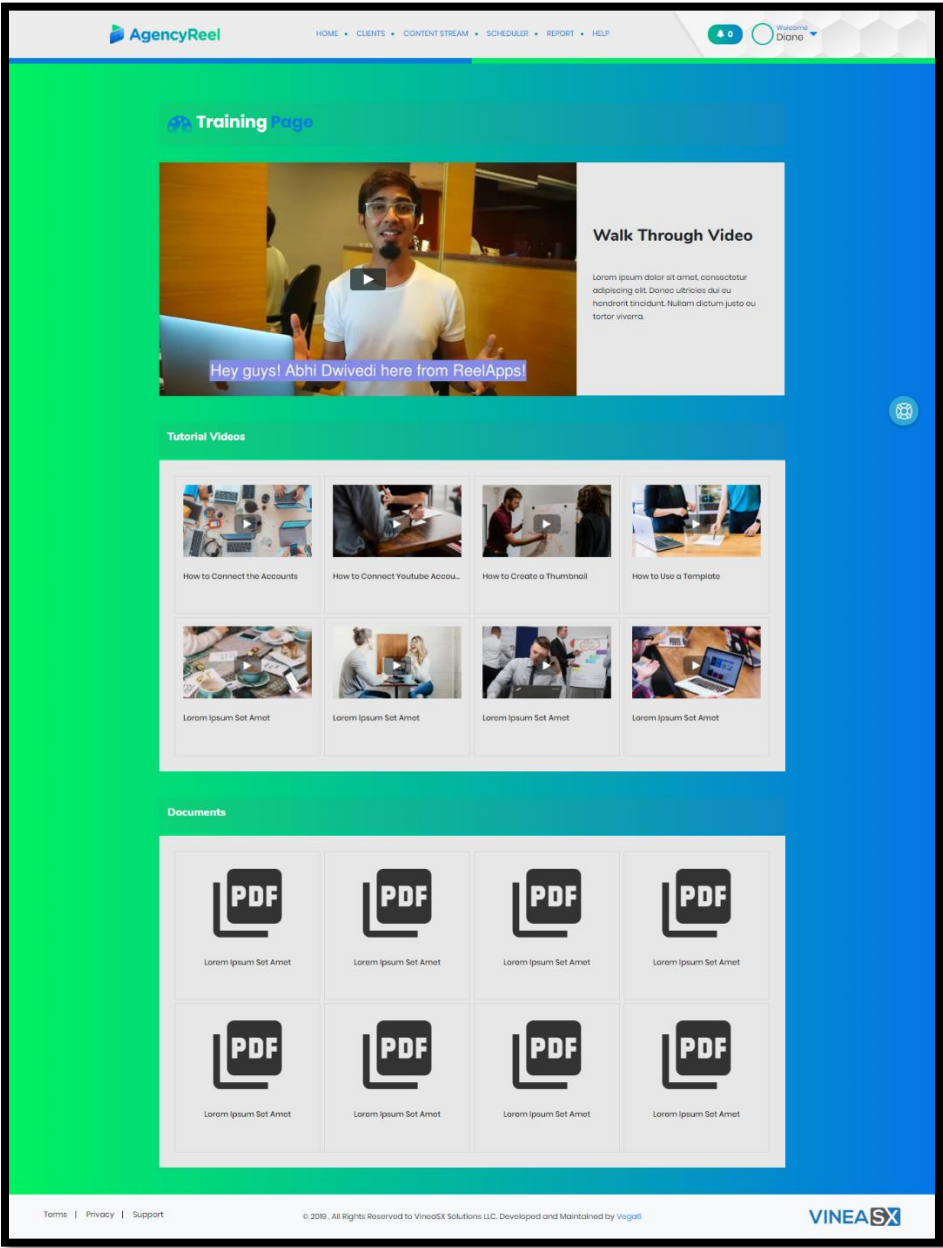 AgencyReel
HOME • CLIENTS • CONTENT STREAM • SCHEDULER • REPORT • HELP
0
Welcome
Diane
Training Page
Hey guys! Abhi Dwivedi here from ReelApps!
Walk Through Video
Lorem ipsum dolor sit amet, consectetur
adipiscing elit. Donec ultricies dui eu
hendrerit tincidunt. Nullam dictum justo eu
tortor viverra.
Tutorial Videos
How to Connect the Accounts
How to Connect Youtube Accou...
How to Create a Thumbnail
How to Use a Template
Lorem Ipsum Set Amet
Lorem Ipsum Set Amet
Lorem Ipsum Set Amet
Lorem Ipsum Set Amet
Documents
PDF
PDF
PDF
PDF
Lorem Ipsum Set Amet
Lorem Ipsum Set Amet
Lorem Ipsum Set Amet
Lorem Ipsum Set Amet
PDF
PDF
PDF
PDF
Lorem Ipsum Set Amet
Lorem Ipsum Set Amet
Lorem Ipsum Set Amet
Lorem Ipsum Set Amet
Terms | Privacy | Support
© 2019 , All Rights Reserved to VineaSX Solutions LLC. Developed and Maintained by Vega6
VINEASX